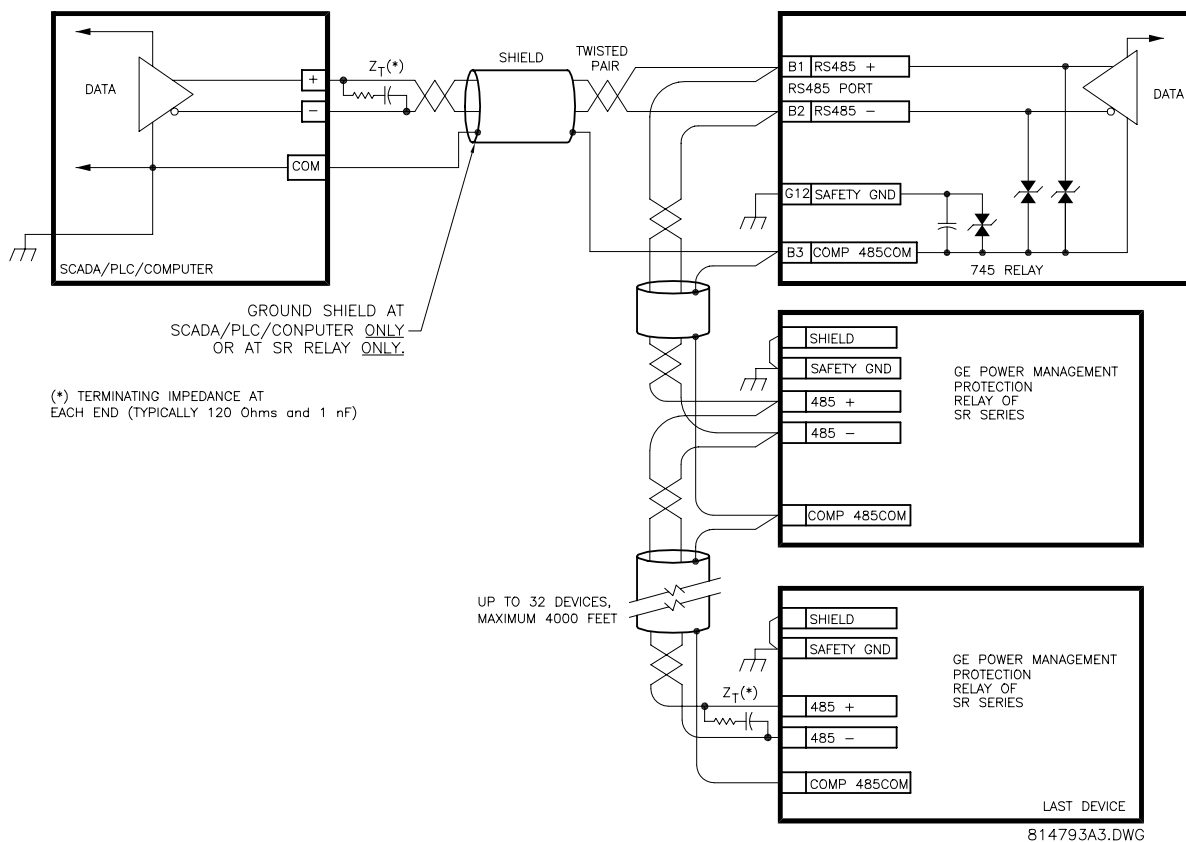 DATA
Z_T(*)
+
−
COM
SCADA/PLC/COMPUTER
SHIELD
TWISTED
PAIR
B1 RS485 +
RS485 PORT
B2 RS485 −
DATA
G12 SAFETY GND
B3 COMP 485COM
745 RELAY
GROUND SHIELD AT
SCADA/PLC/CONPUTER ONLY
OR AT SR RELAY ONLY.
(*) TERMINATING IMPEDANCE AT
EACH END (TYPICALLY 120 Ohms and 1 nF)
SHIELD
SAFETY GND
485 +
485 −
COMP 485COM
GE POWER MANAGEMENT
PROTECTION
RELAY OF
SR SERIES
UP TO 32 DEVICES,
MAXIMUM 4000 FEET
Z_T(*)
SHIELD
SAFETY GND
485 +
485 −
COMP 485COM
GE POWER MANAGEMENT
PROTECTION
RELAY OF
SR SERIES
LAST DEVICE
814793A3.DWG